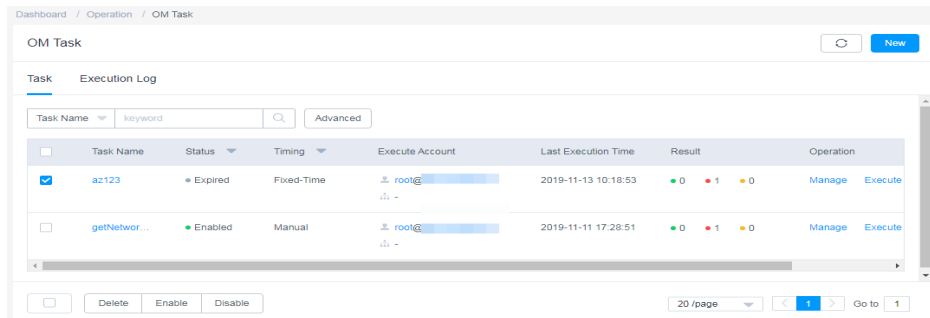 Dashboard / Operation / OM Task
OM Task
New
Task Execution Log
Task Name keyword Advanced
Task Name Status Timing Execute Account Last Execution Time Result Operation
az123 Expired Fixed-Time root@ 2019-11-13 10:18:53 0 1 0 Manage Execute
-
getNetwor... Enabled Manual root@ 2019-11-11 17:28:51 0 1 0 Manage Execute
-
Delete Enable Disable 20 /page < 1 > Go to 1